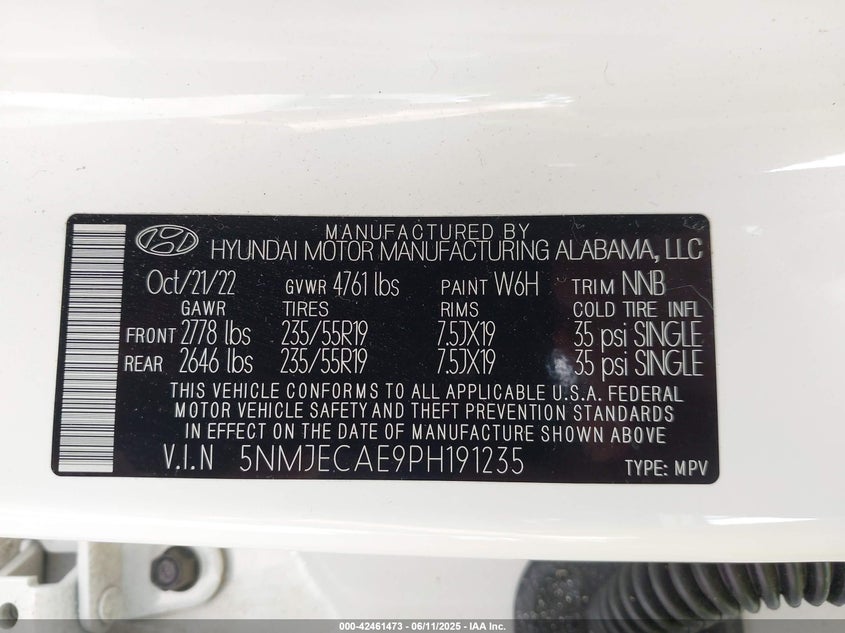 MANUFACTURED BY
HYUNDAI MOTOR MANUFACTURING ALABAMA, LLC
Oct/21/22 GVWR 4761 lbs PAINT W6H TRIM NNB
GAWR TIRES RIMS COLD TIRE INFL
FRONT 2778 lbs 235/55R19 7.5JX19 35 psi SINGLE
REAR 2646 lbs 235/55R19 7.5JX19 35 psi SINGLE
THIS VEHICLE CONFORMS TO ALL APPLICABLE U.S.A. FEDERAL
MOTOR VEHICLE SAFETY AND THEFT PREVENTION STANDARDS
IN EFFECT ON THE DATE OF MANUFACTURE SHOWN ABOVE
V.I.N 5NMJECAE9PH191235 TYPE: MPV
000-42461473 - 06/11/2025 - IAA Inc.